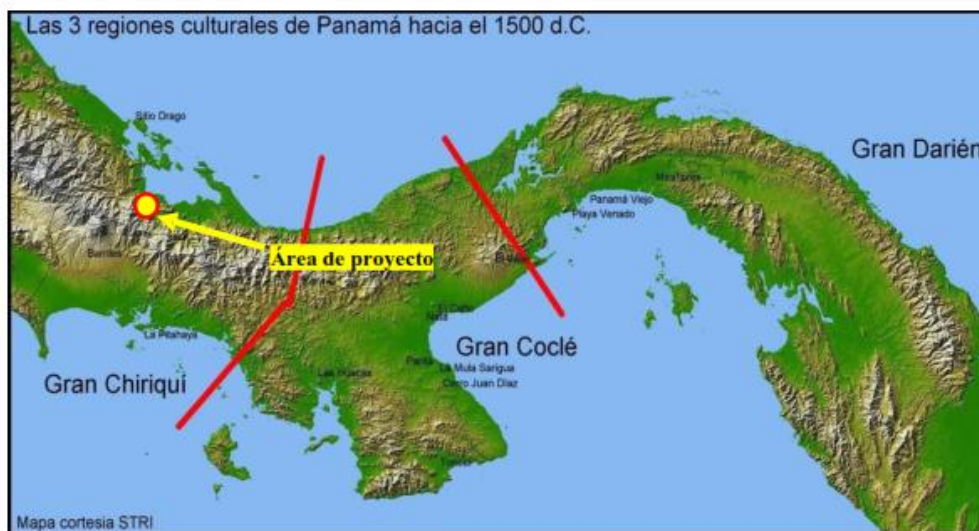 Las 3 regiones culturales de Panamá hacia el 1500 d.C.
Sitio Drago
Gran Darién
Miraflores
Panamá Viejo
Playa Venado
Barriles
Área de proyecto
El Caño
Natá
La Pitahaya
Gran Coclé
Parita
La Mula Sarigua
Gran Chiriquí
Las Huacas
Cerro Juan Díaz
Mapa cortesia STRI